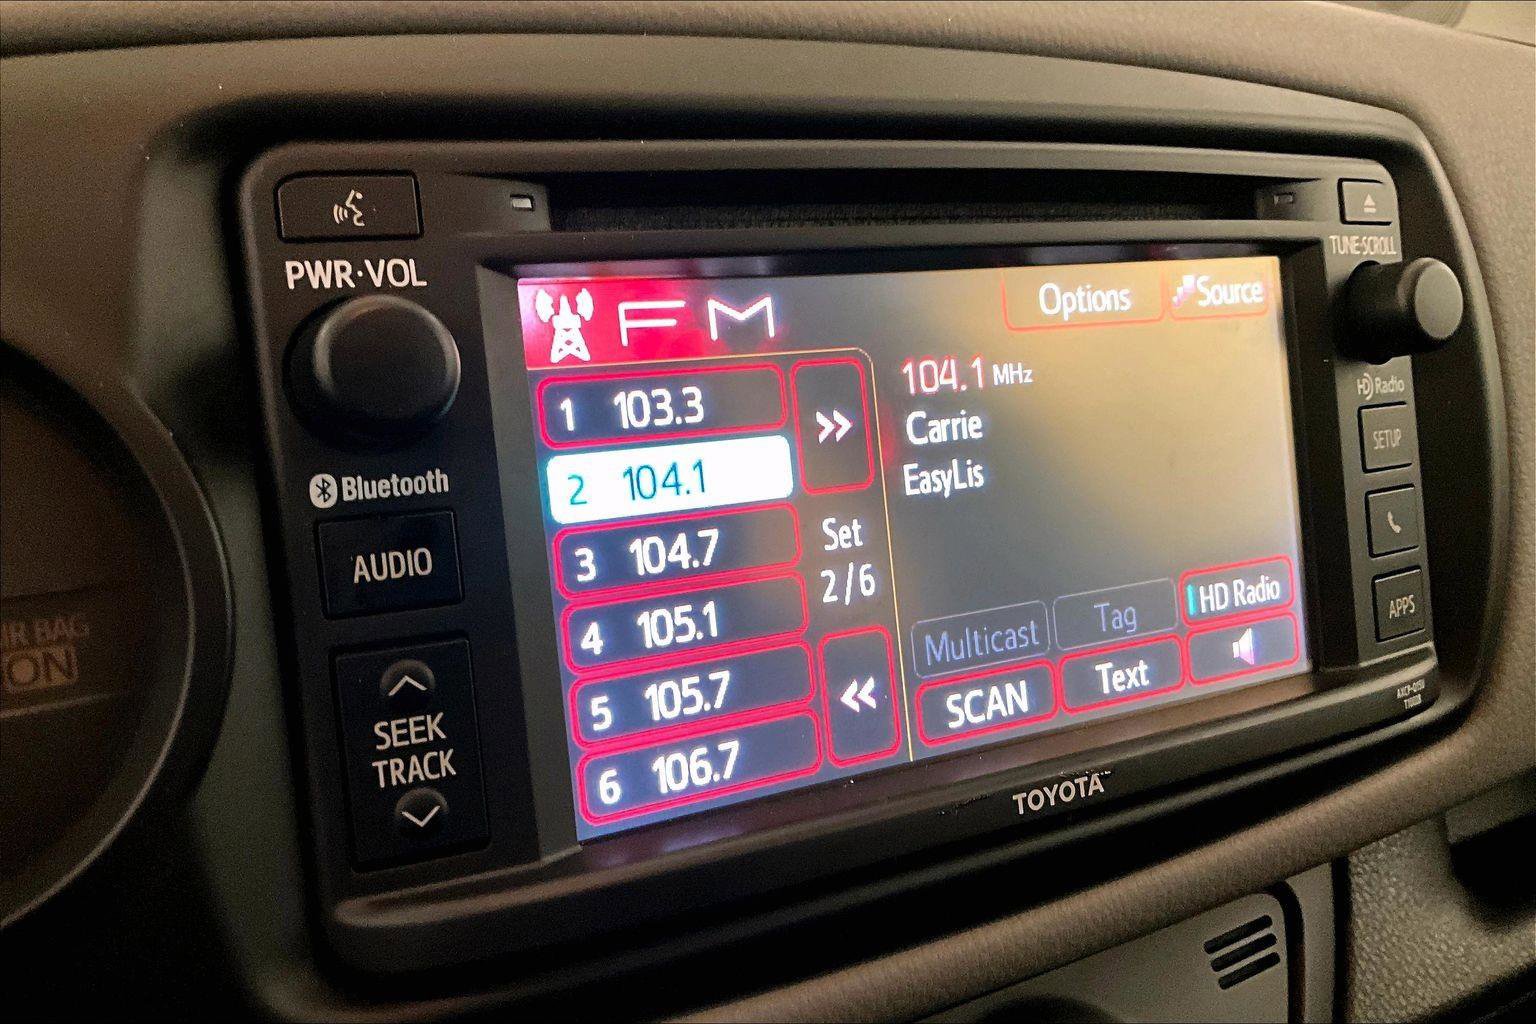 PWR·VOL
Bluetooth
AUDIO
SEEK
TRACK
AIR BAG
ON
FM
Options
Source
1 103.3
2 104.1
3 104.7
4 105.1
5 105.7
6 106.7
Set
2/6
104.1 MHz
Carrie
EasyLis
Multicast
Tag
HD Radio
SCAN
Text
TOYOTA
TUNE·SCROLL
HD Radio
SETUP
APPS